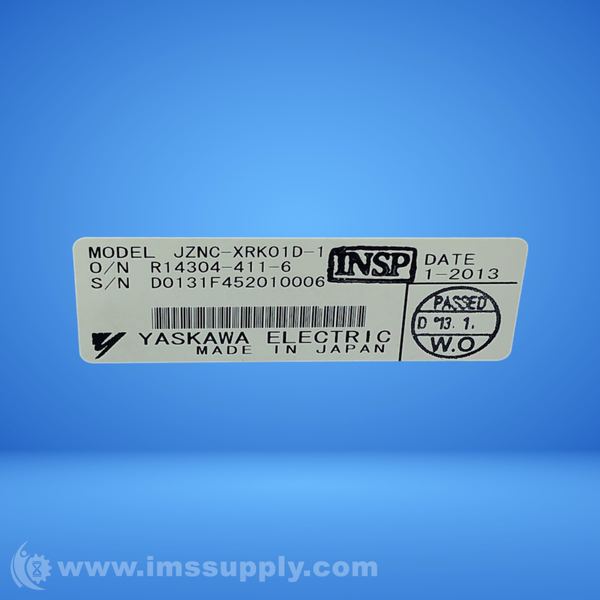 MODEL JZNC-XRK01D-1
O/N R14304-411-6
S/N D0131F452010006
INSP
DATE
1-2013
YASKAWA ELECTRIC
MADE IN JAPAN
PASSED
D '13. 1.
W.O
www.imssupply.com